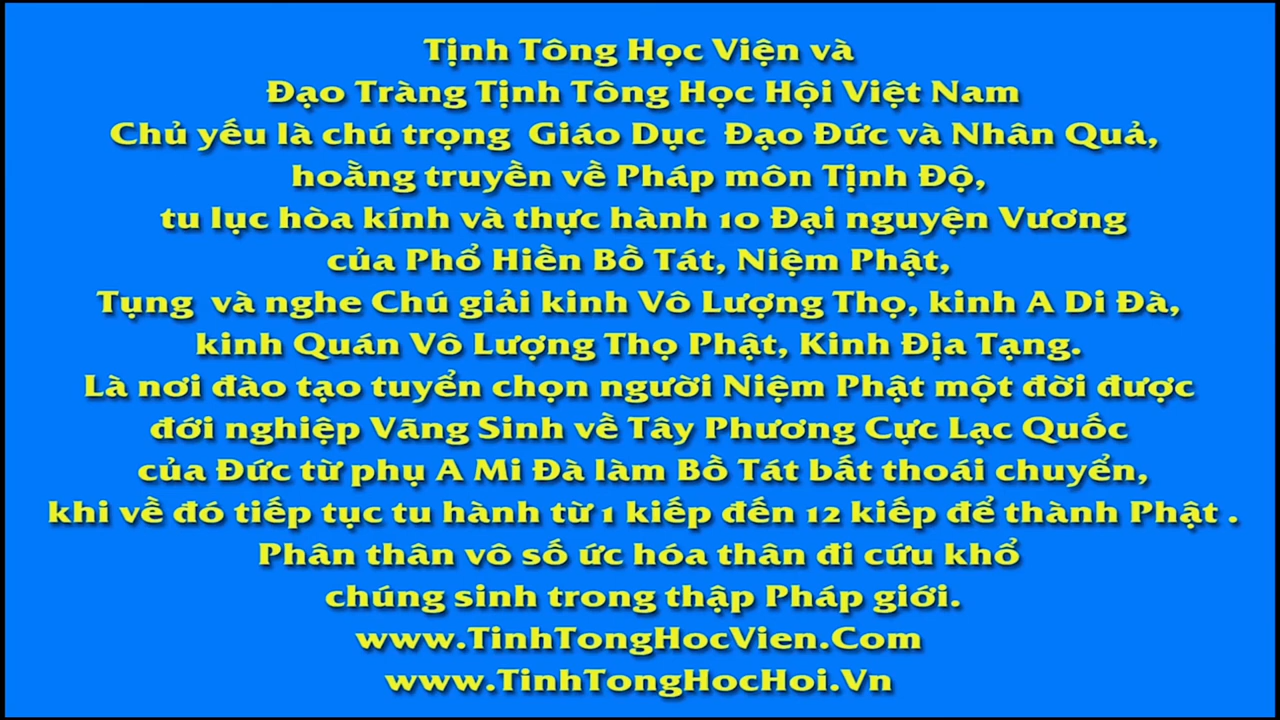 Tịnh Tông Học Viện và
Đạo Tràng Tịnh Tông Học Hội Việt Nam
Chủ yếu là chú trọng  Giáo Dục  Đạo Đức và Nhân Quả,
hoằng truyền về Pháp môn Tịnh Độ,
tu lục hòa kính và thực hành 10 Đại nguyện Vương
của Phổ Hiền Bồ Tát, Niệm Phật,
Tụng  và nghe Chú giải kinh Vô Lượng Thọ, kinh A Di Đà,
kinh Quán Vô Lượng Thọ Phật, Kinh Địa Tạng.
Là nơi đào tạo tuyển chọn người Niệm Phật một đời được
đới nghiệp Vãng Sinh về Tây Phương Cực Lạc Quốc
của Đức từ phụ A Mi Đà làm Bồ Tát bất thoái chuyển,
khi về đó tiếp tục tu hành từ 1 kiếp đến 12 kiếp để thành Phật .
Phân thân vô số ức hóa thân đi cứu khổ
chúng sinh trong thập Pháp giới.
www.TinhTongHocVien.Com
www.TinhTongHocHoi.Vn